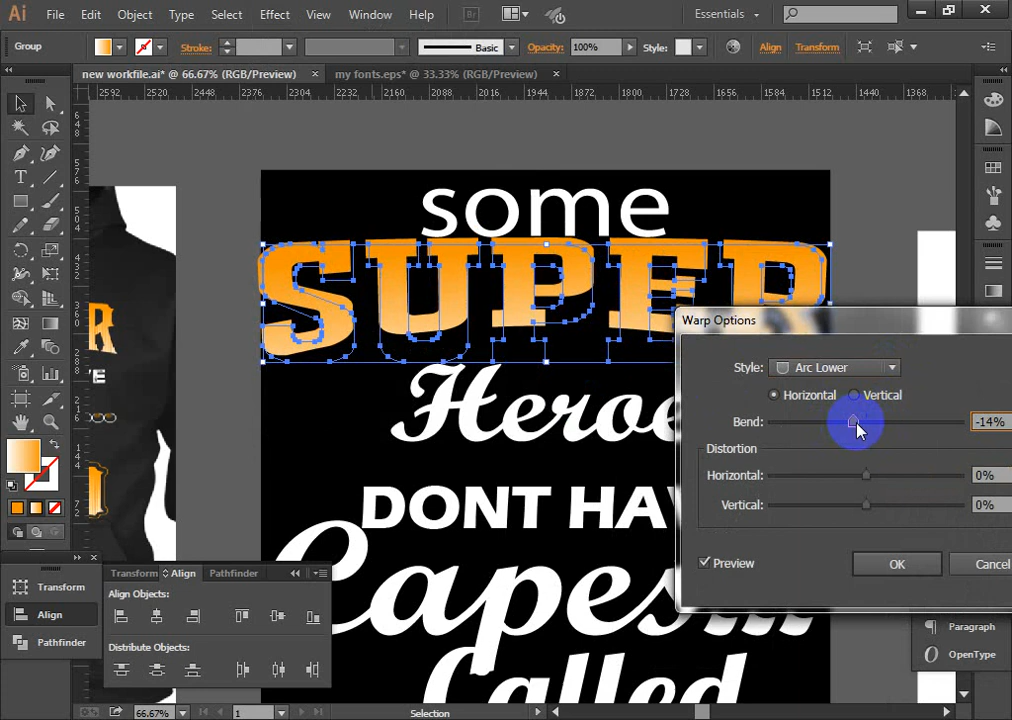 Ai File Edit Object Type Select Effect View Window Help Br Essentials
Group Stroke: Basic Opacity: 100% Style: Align Transform
new workfile.ai* @ 66.67% (RGB/Preview) × my fonts.eps* @ 33.33% (RGB/Preview) ×
2592 2520 2448 2376 2304 2232 2160 2088 2016 1944 1872 1800 1728 1656 1584 1512 1440 1368
some
SUPER
Warp Options
Style: Arc Lower
Horizontal Vertical
Bend: -14%
Distortion
Horizontal: 0%
Vertical: 0%
Preview OK Cancel
DONT HAV
Called
Transform Align Pathfinder
Align Objects:
Distribute Objects:
Transform
Align
Pathfinder
Paragraph
OpenType
66.67% 1 Selection